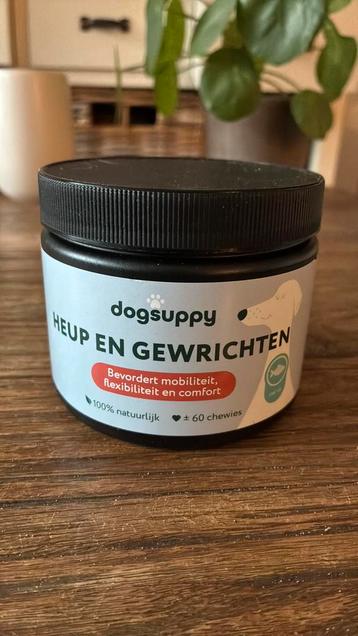 dogsuppy
HEUP EN GEWRICHTEN
Bevordert mobiliteit,
flexibiliteit en comfort
100% natuurlijk ± 60 chewies